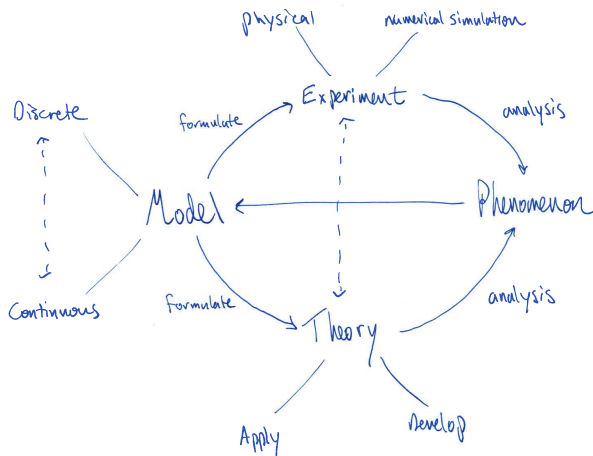 physical
numerical simulation
Experiment
Discrete
formulate
analysis
Model
Phenomenon
Continuous
formulate
analysis
Theory
Apply
Develop